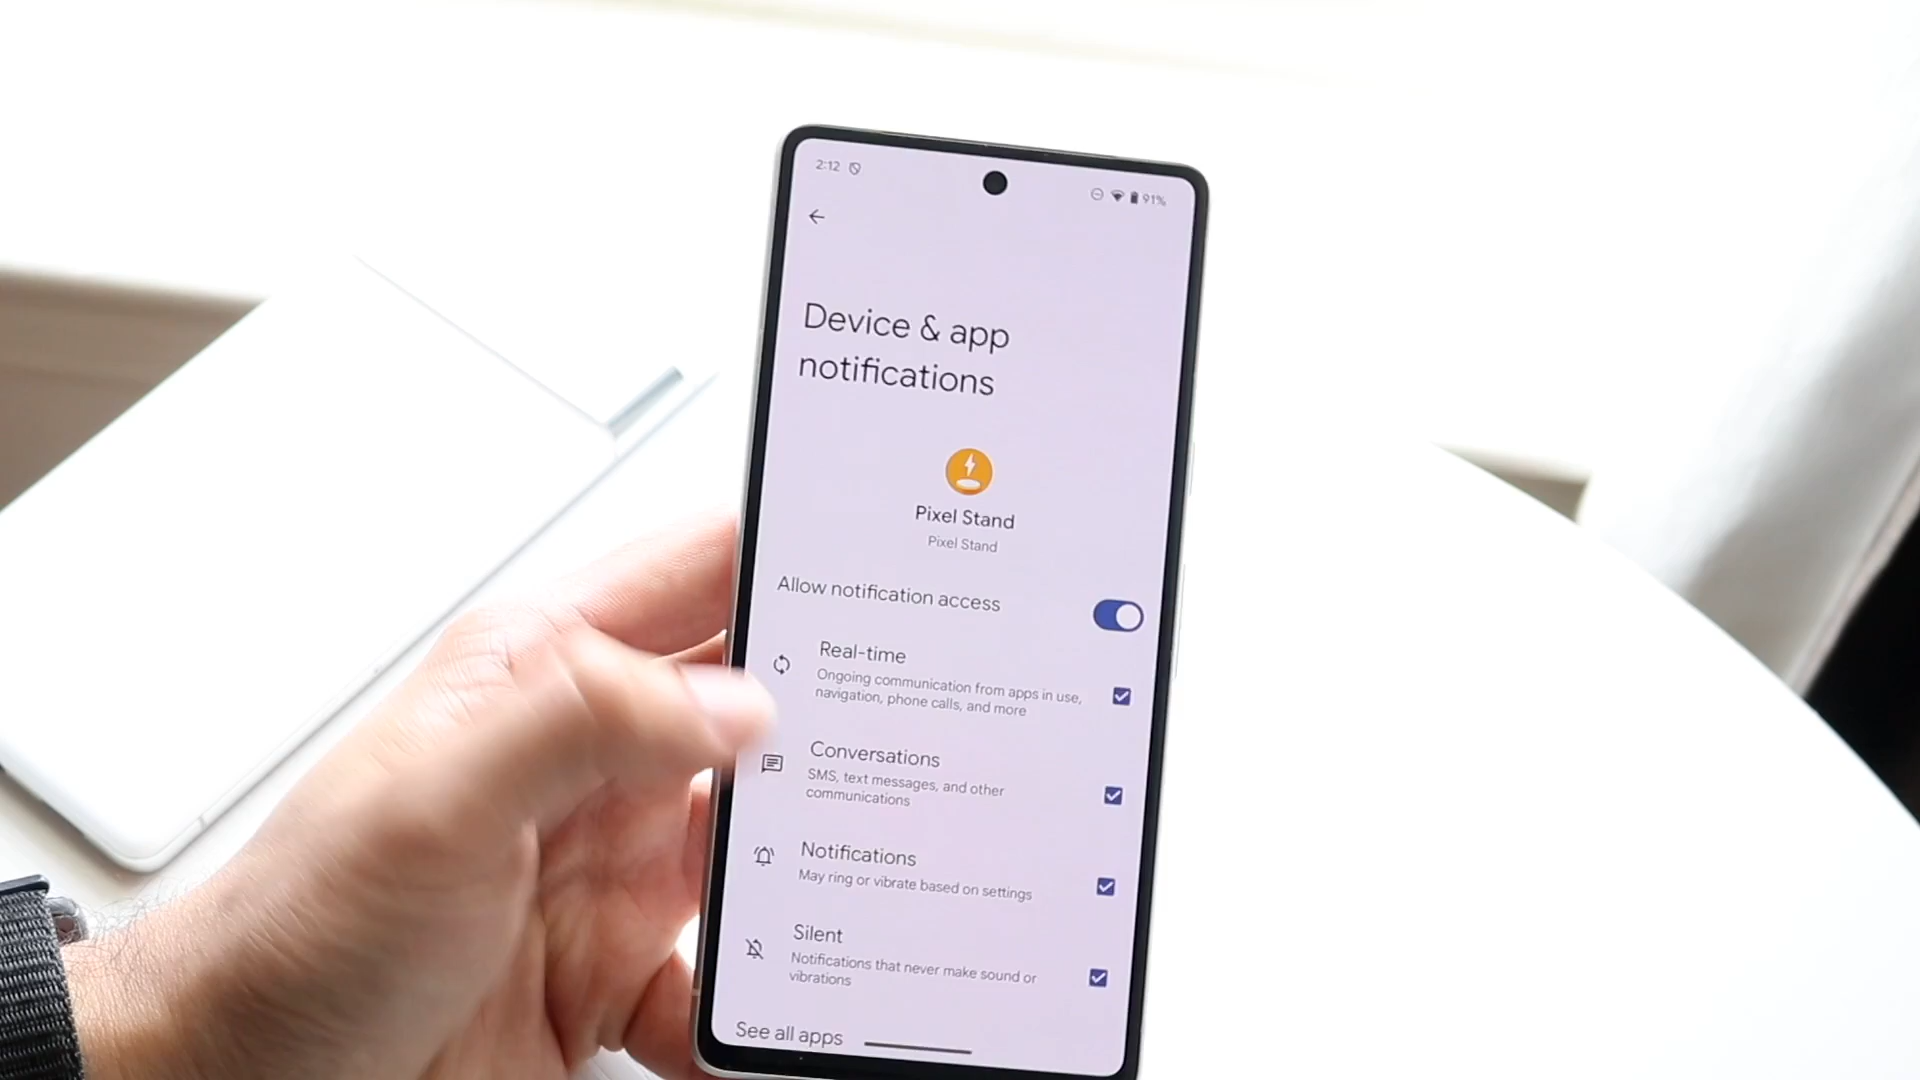 2:12
91%
Device & app
notifications
Pixel Stand
Pixel Stand
Allow notification access
Real-time
Ongoing communication from apps in use,
navigation, phone calls, and more
Conversations
SMS, text messages, and other
communications
Notifications
May ring or vibrate based on settings
Silent
Notifications that never make sound or
vibrations
See all apps